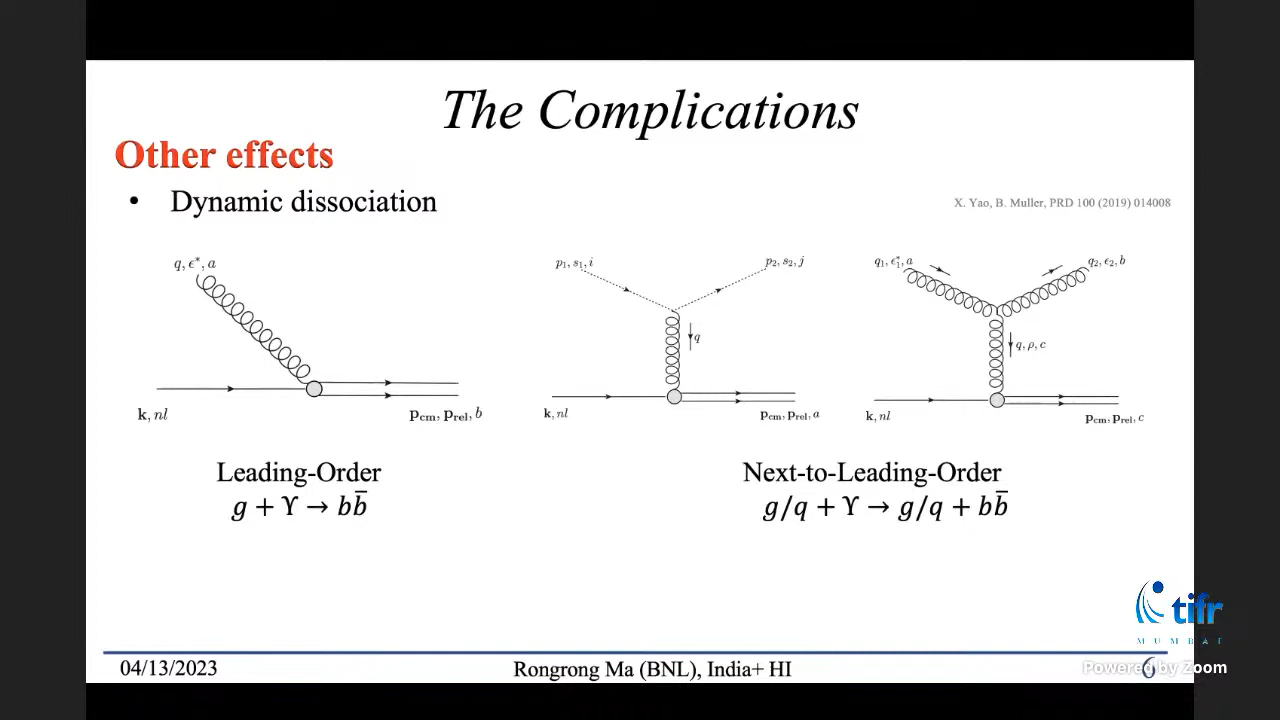 The Complications
Other effects
• Dynamic dissociation
X. Yao, B. Muller, PRD 100 (2019) 014008
q, ϵ*, a
k, nl
p_cm, p_rel, b
p₁, s₁, i
p₂, s₂, j
q
k, nl
p_cm, p_rel, a
q₁, ϵ₁*, a
q₂, ϵ₂, b
q, ρ, c
k, nl
p_cm, p_rel, c
Leading-Order
g + ϒ → bb̄
Next-to-Leading-Order
g/q + ϒ → g/q + bb̄
tifr
MUMBAI
04/13/2023
Rongrong Ma (BNL), India+ HI
6
Powered by Zoom